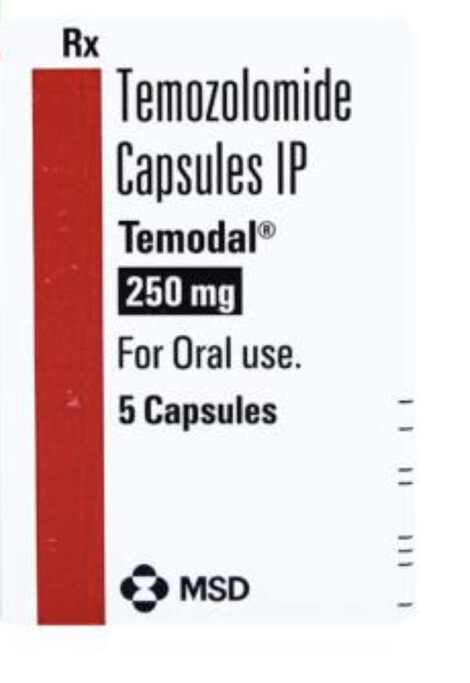 Rx
Temozolomide
Capsules IP
Temodal®
250 mg
For Oral use.
5 Capsules
MSD